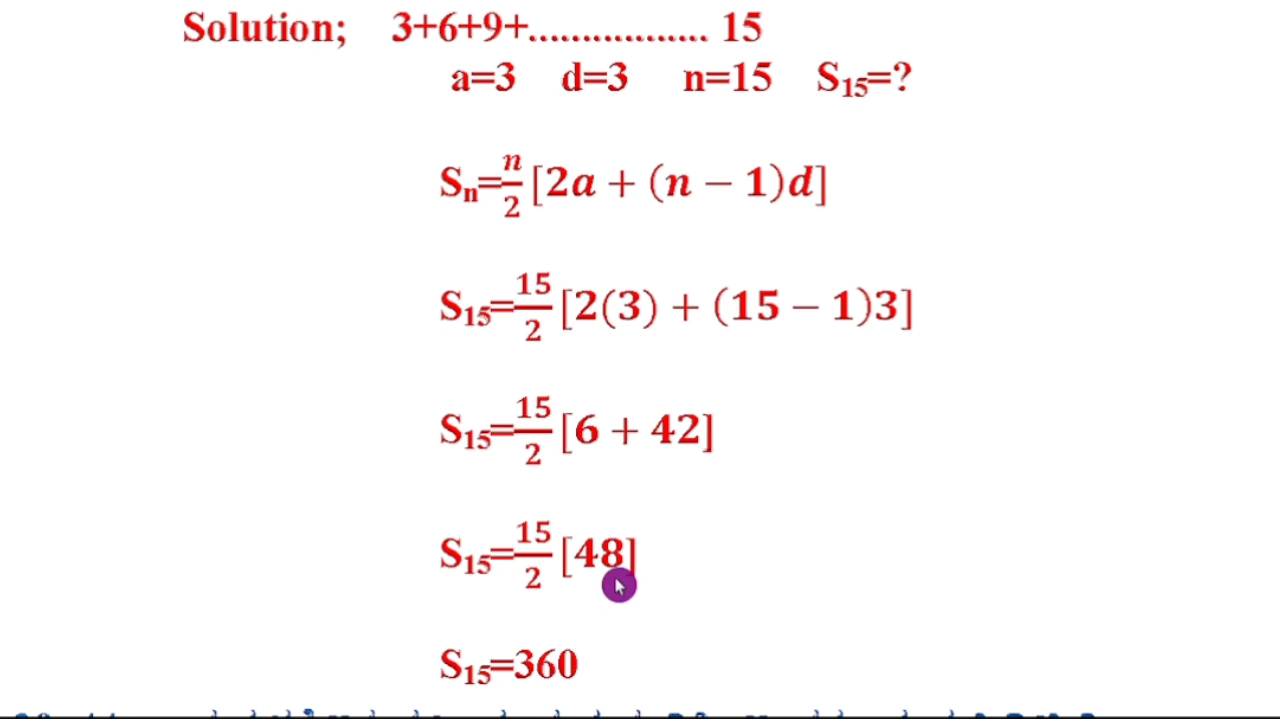 Solution; 3+6+9+................. 15
a=3 d=3 n=15 S₁₅=?
Sₙ=n/2 [2a + (n − 1)d]
S₁₅=15/2 [2(3) + (15 − 1)3]
S₁₅=15/2 [6 + 42]
S₁₅=15/2 [48]
S₁₅=360